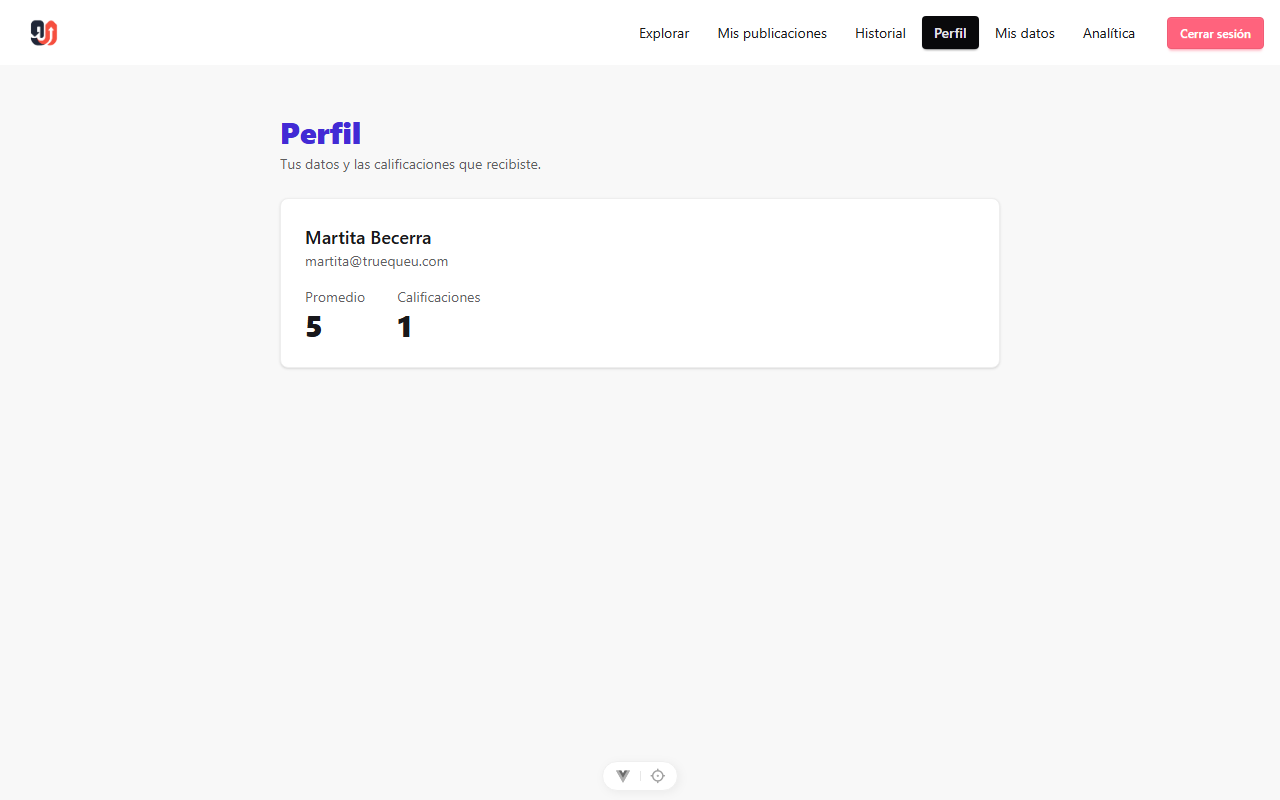 Explorar
Mis publicaciones
Historial
Perfil
Mis datos
Analítica
Cerrar sesión
Perfil
Tus datos y las calificaciones que recibiste.
Martita Becerra
martita@truequeu.com
Promedio
Calificaciones
5
1